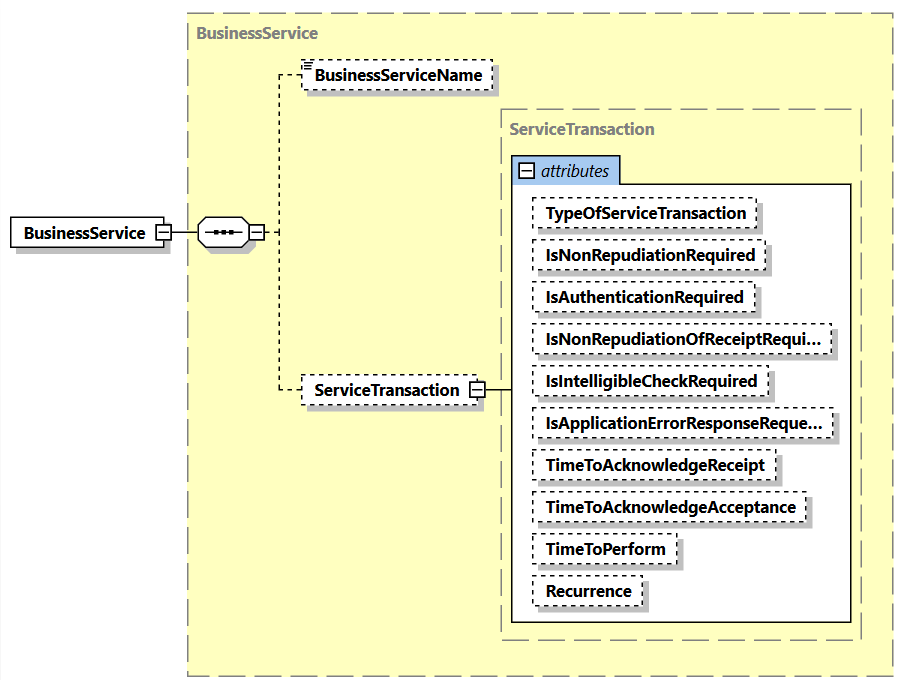 BusinessService
BusinessServiceName
ServiceTransaction
attributes
TypeOfServiceTransaction
IsNonRepudiationRequired
BusinessService
IsAuthenticationRequired
IsNonRepudiationOfReceiptRequi...
IsIntelligibleCheckRequired
ServiceTransaction
IsApplicationErrorResponseReque...
TimeToAcknowledgeReceipt
TimeToAcknowledgeAcceptance
TimeToPerform
Recurrence